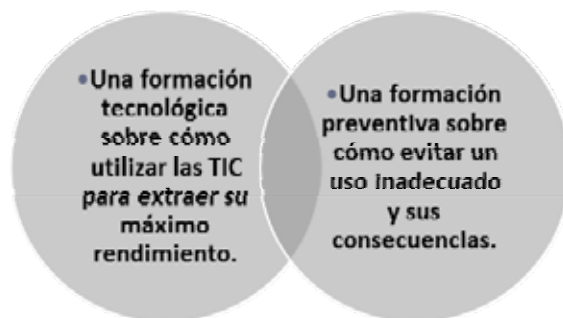 •Una formación
tecnológica
sobre cómo
utilizar las TIC
para extraer su
máximo
rendimiento.
•Una formación
preventiva sobre
cómo evitar un
uso inadecuado
y sus
consecuencias.